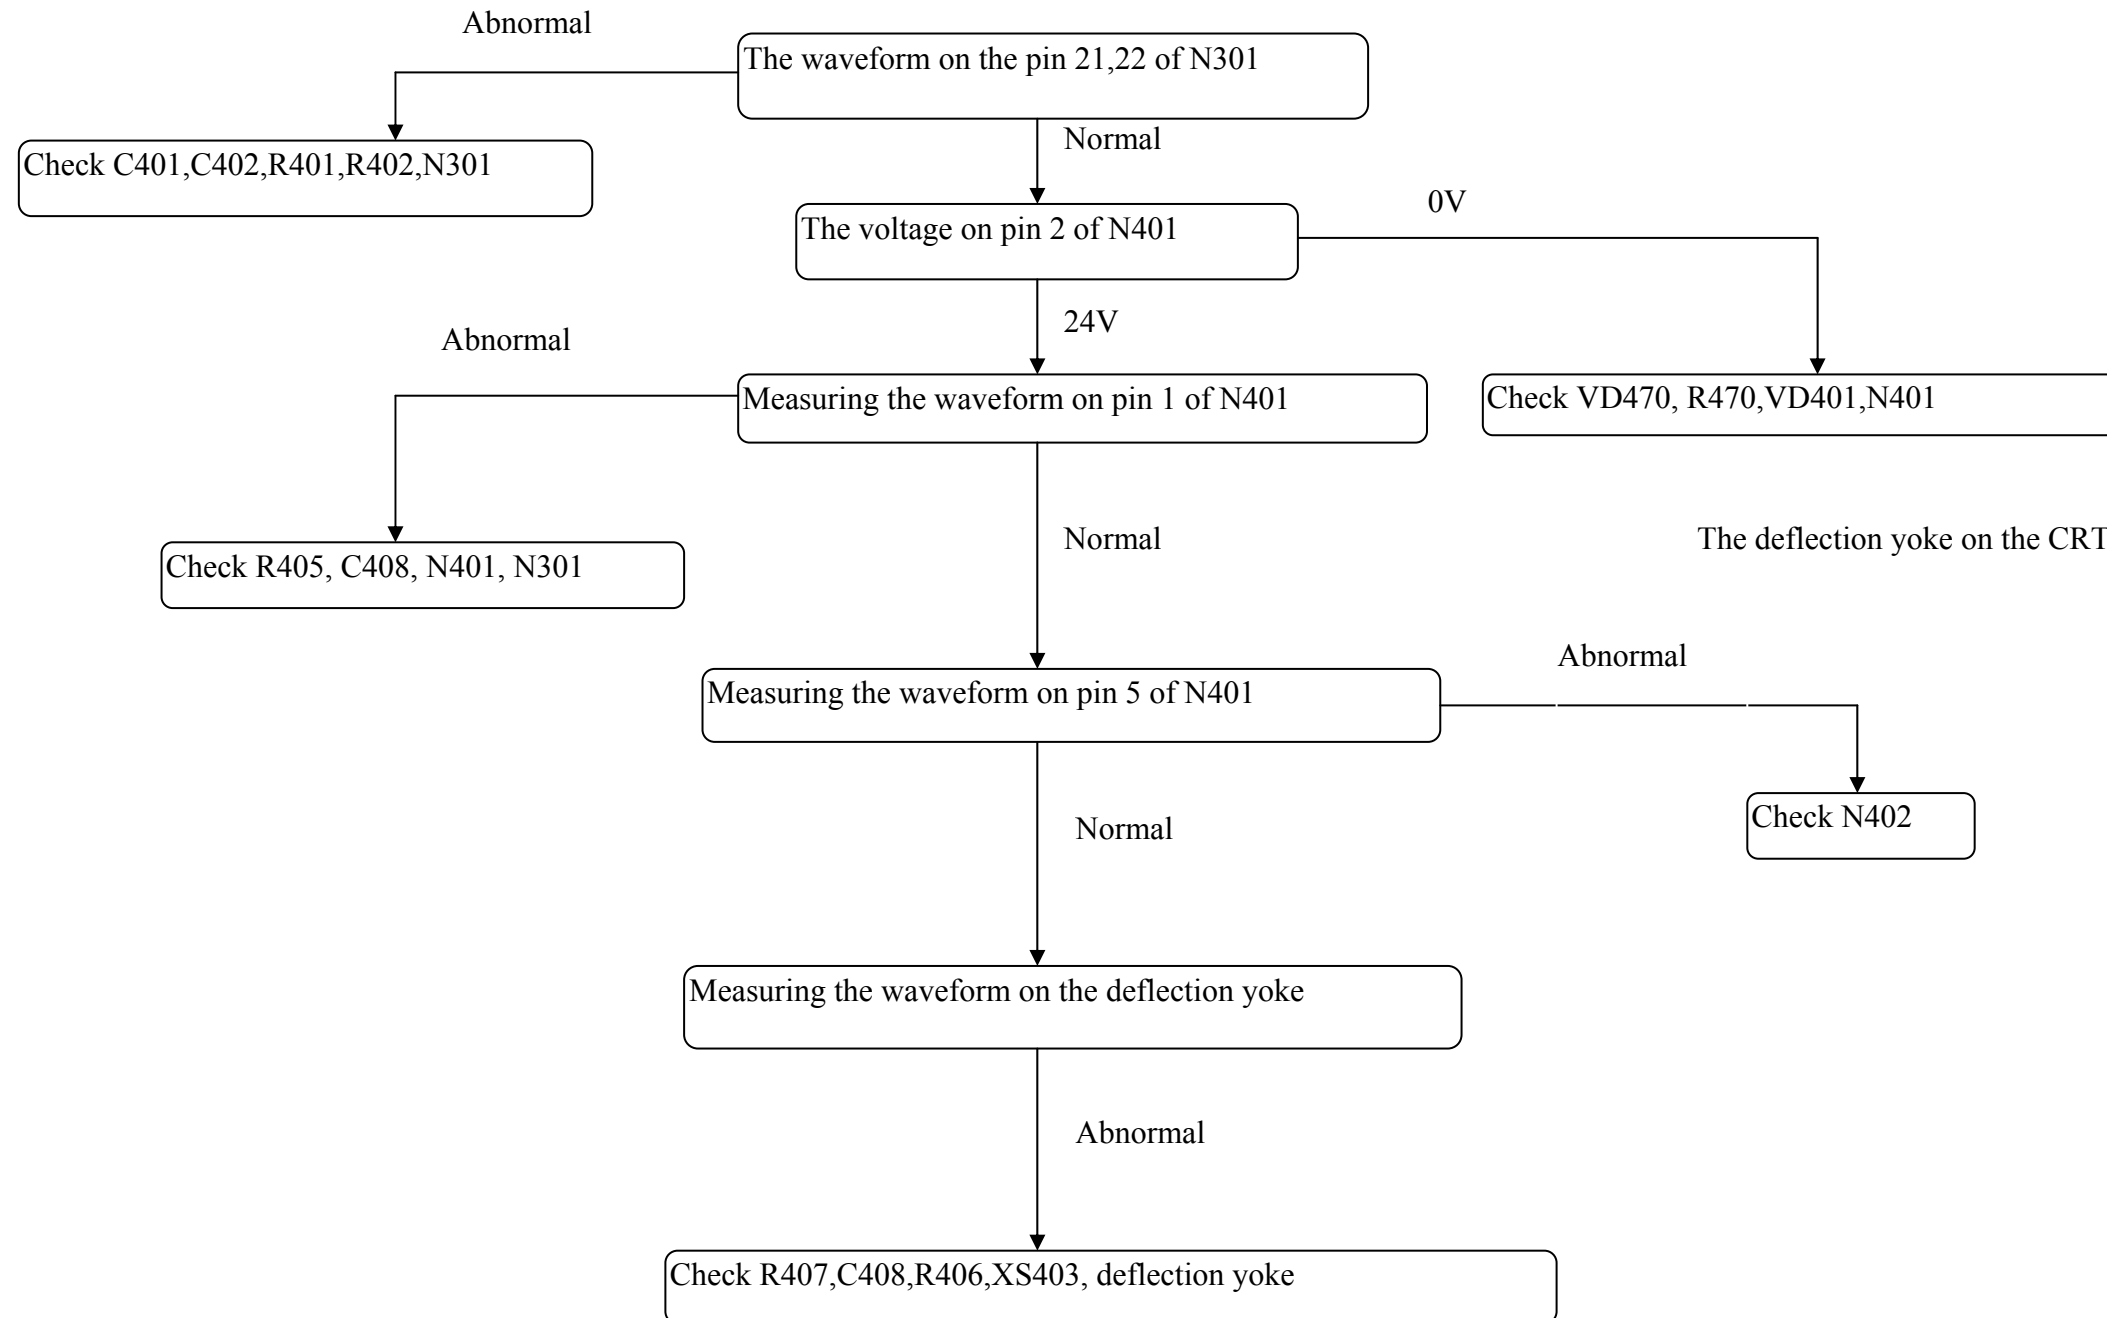 Abnormal
The waveform on the pin 21,22 of N301
Normal
Check C401,C402,R401,R402,N301
0V
The voltage on pin 2 of N401
24V
Abnormal
Measuring the waveform on pin 1 of N401
Check VD470, R470,VD401,N401
Normal
The deflection yoke on the CRT
Check R405, C408, N401, N301
Abnormal
Measuring the waveform on pin 5 of N401
Check N402
Normal
Measuring the waveform on the deflection yoke
Abnormal
Check R407,C408,R406,XS403, deflection yoke